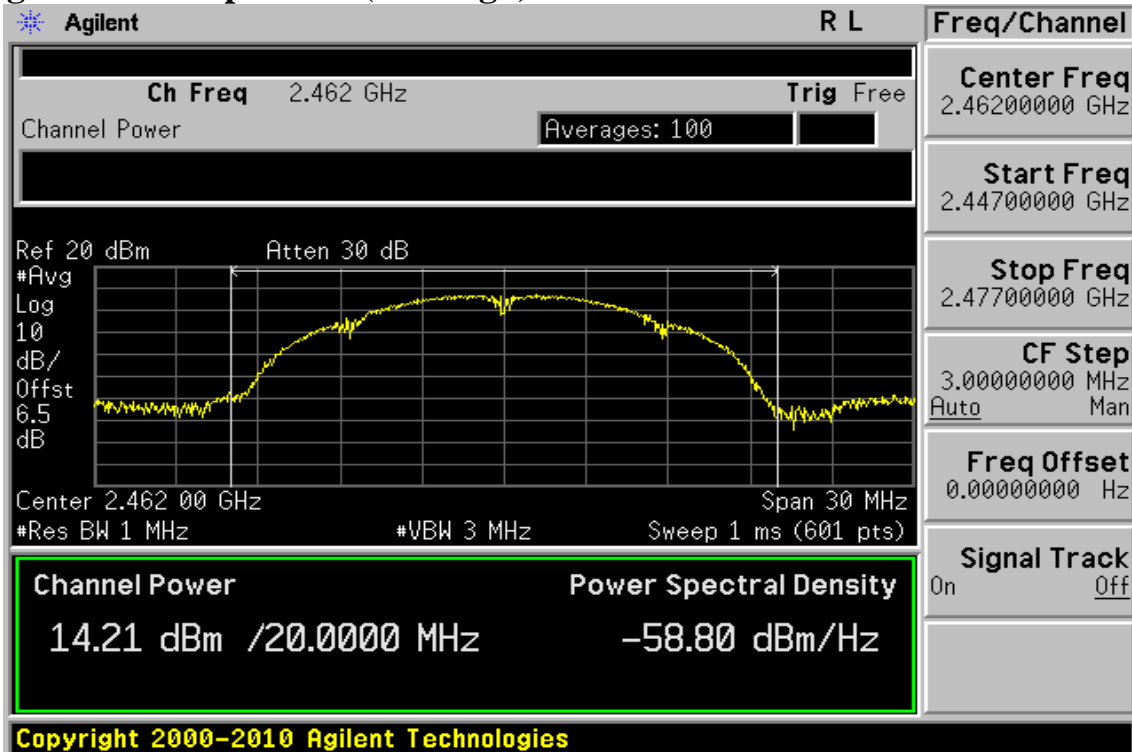 Agilent
R L
Freq/Channel
Ch Freq 2.462 GHz
Trig Free
Channel Power
Averages: 100
Ref 20 dBm
Atten 30 dB
#Avg
Log
10
dB/
Offst
6.5
dB
Center 2.462 00 GHz
Span 30 MHz
#Res BW 1 MHz
#VBW 3 MHz
Sweep 1 ms (601 pts)
Channel Power
Power Spectral Density
14.21 dBm /20.0000 MHz
-58.80 dBm/Hz
Center Freq
2.46200000 GHz
Start Freq
2.44700000 GHz
Stop Freq
2.47700000 GHz
CF Step
3.00000000 MHz
Auto Man
Freq Offset
0.00000000 Hz
Signal Track
On Off
Copyright 2000-2010 Agilent Technologies